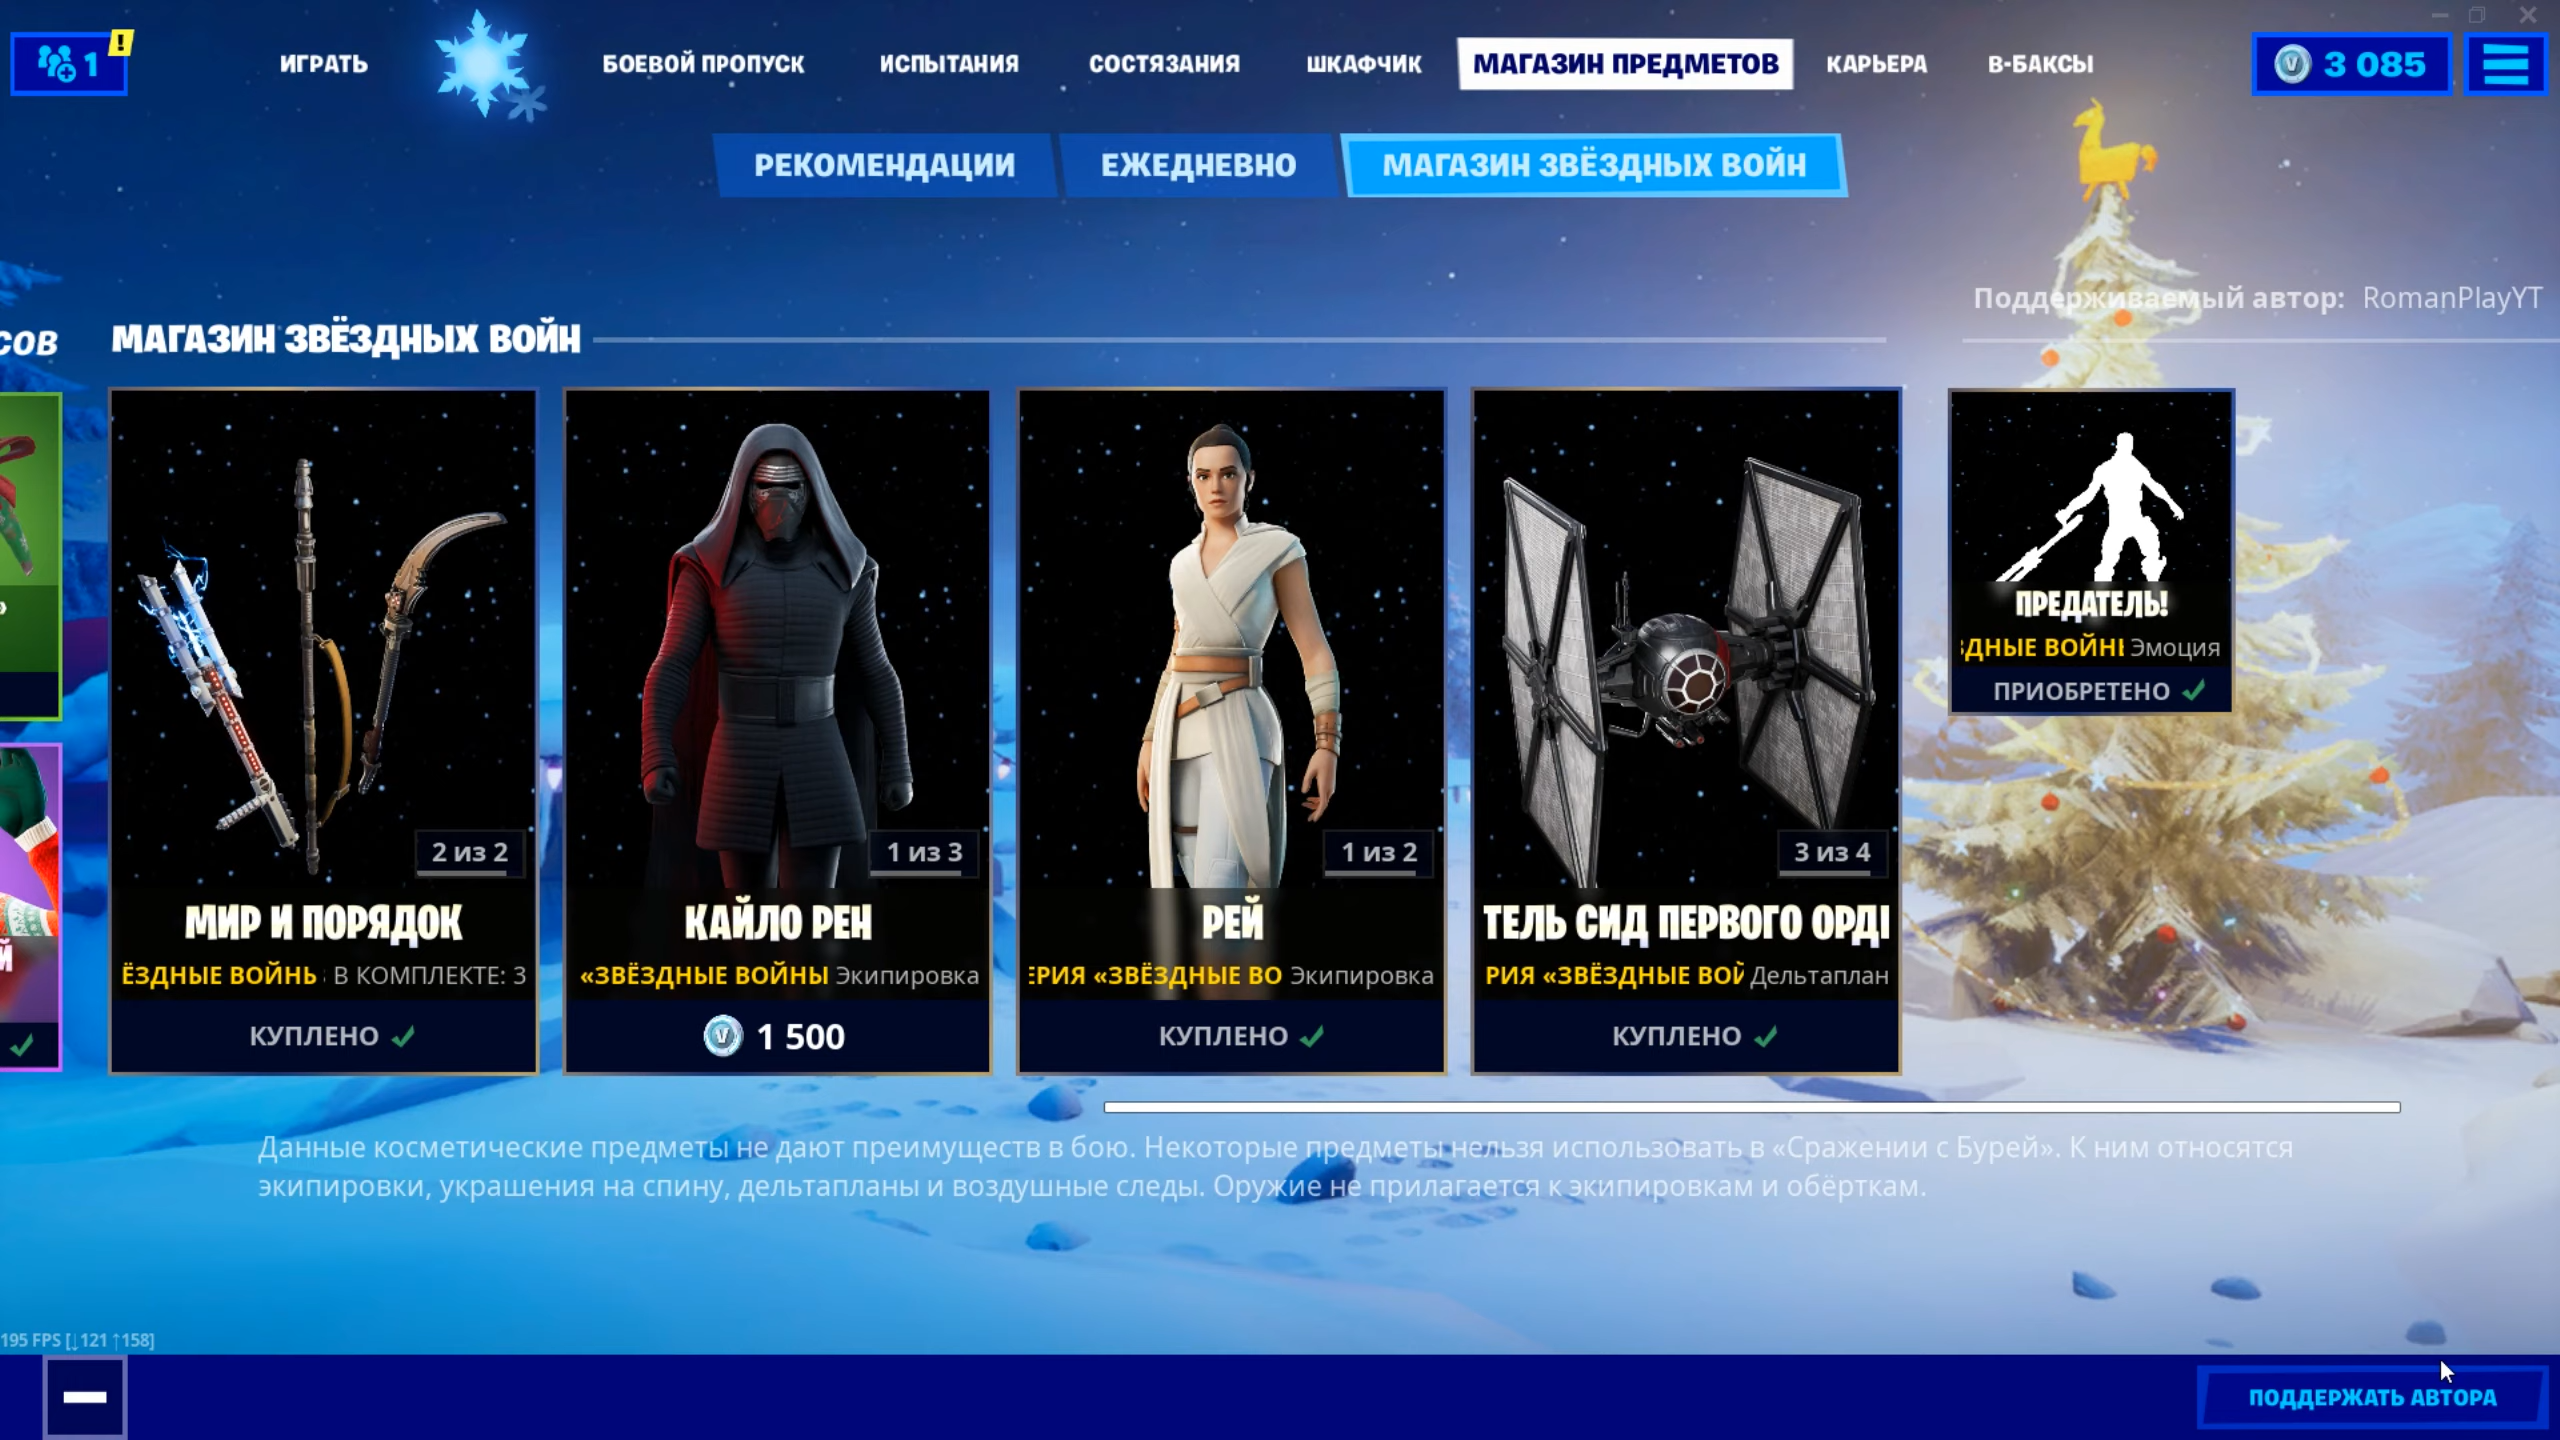 1 !
ИГРАТЬ
БОЕВОЙ ПРОПУСК
ИСПЫТАНИЯ
СОСТЯЗАНИЯ
ШКАФЧИК
МАГАЗИН ПРЕДМЕТОВ
КАРЬЕРА
В-БАКСЫ
3 085
РЕКОМЕНДАЦИИ
ЕЖЕДНЕВНО
МАГАЗИН ЗВЁЗДНЫХ ВОЙН
Поддерживаемый автор: RomanPlayYT
СОВ
МАГАЗИН ЗВЁЗДНЫХ ВОЙН
2 из 2
МИР И ПОРЯДОК
ЁЗДНЫЕ ВОЙНЬ В КОМПЛЕКТЕ: 3
КУПЛЕНО
1 из 3
КАЙЛО РЕН
«ЗВЁЗДНЫЕ ВОЙНЫ Экипировка
1 500
1 из 2
РЕЙ
ЕРИЯ «ЗВЁЗДНЫЕ ВО Экипировка
КУПЛЕНО
3 из 4
ТЕЛЬ СИД ПЕРВОГО ОРДІ
РИЯ «ЗВЁЗДНЫЕ ВОЙ Дельтаплан
КУПЛЕНО
ПРЕДАТЕЛЬ!
ЗДНЫЕ ВОЙНЫ Эмоция
ПРИОБРЕТЕНО
Данные косметические предметы не дают преимуществ в бою. Некоторые предметы нельзя использовать в «Сражении с Бурей». К ним относятся
экипировки, украшения на спину, дельтапланы и воздушные следы. Оружие не прилагается к экипировкам и обёрткам.
195 FPS [↓121 ↑158]
ПОДДЕРЖАТЬ АВТОРА